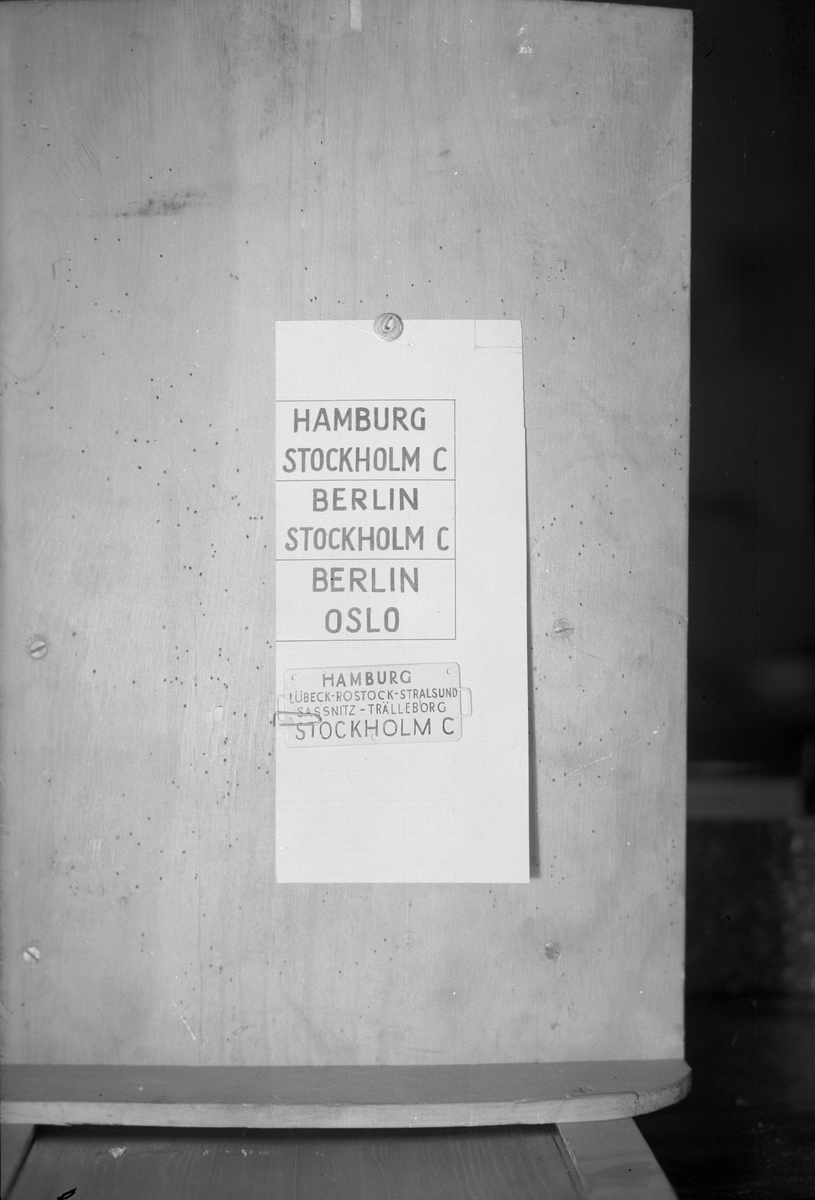 HAMBURG
STOCKHOLM C
BERLIN
STOCKHOLM C
BERLIN
OSLO
HAMBURG
LÜBECK-ROSTOCK-STRALSUND
SASSNITZ-TRÄLLEBORG
STOCKHOLM C